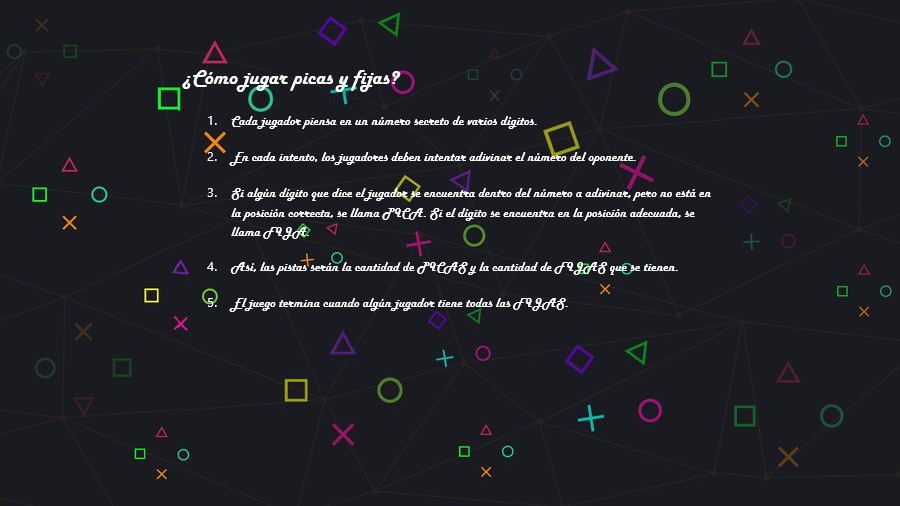 ¿Cómo jugar picas y fijas?
1. Cada jugador piensa en un número secreto de varios dígitos.
2. En cada intento, los jugadores deben intentar adivinar el número del oponente.
3. Si algún dígito que dice el jugador se encuentra dentro del número a adivinar, pero no está en
la posición correcta, se llama PICA. Si el dígito se encuentra en la posición adecuada, se
llama FIJA.
4. Así, las pistas serán la cantidad de PICAS y la cantidad de FIJAS que se tienen.
5. El juego termina cuando algún jugador tiene todas las FIJAS.